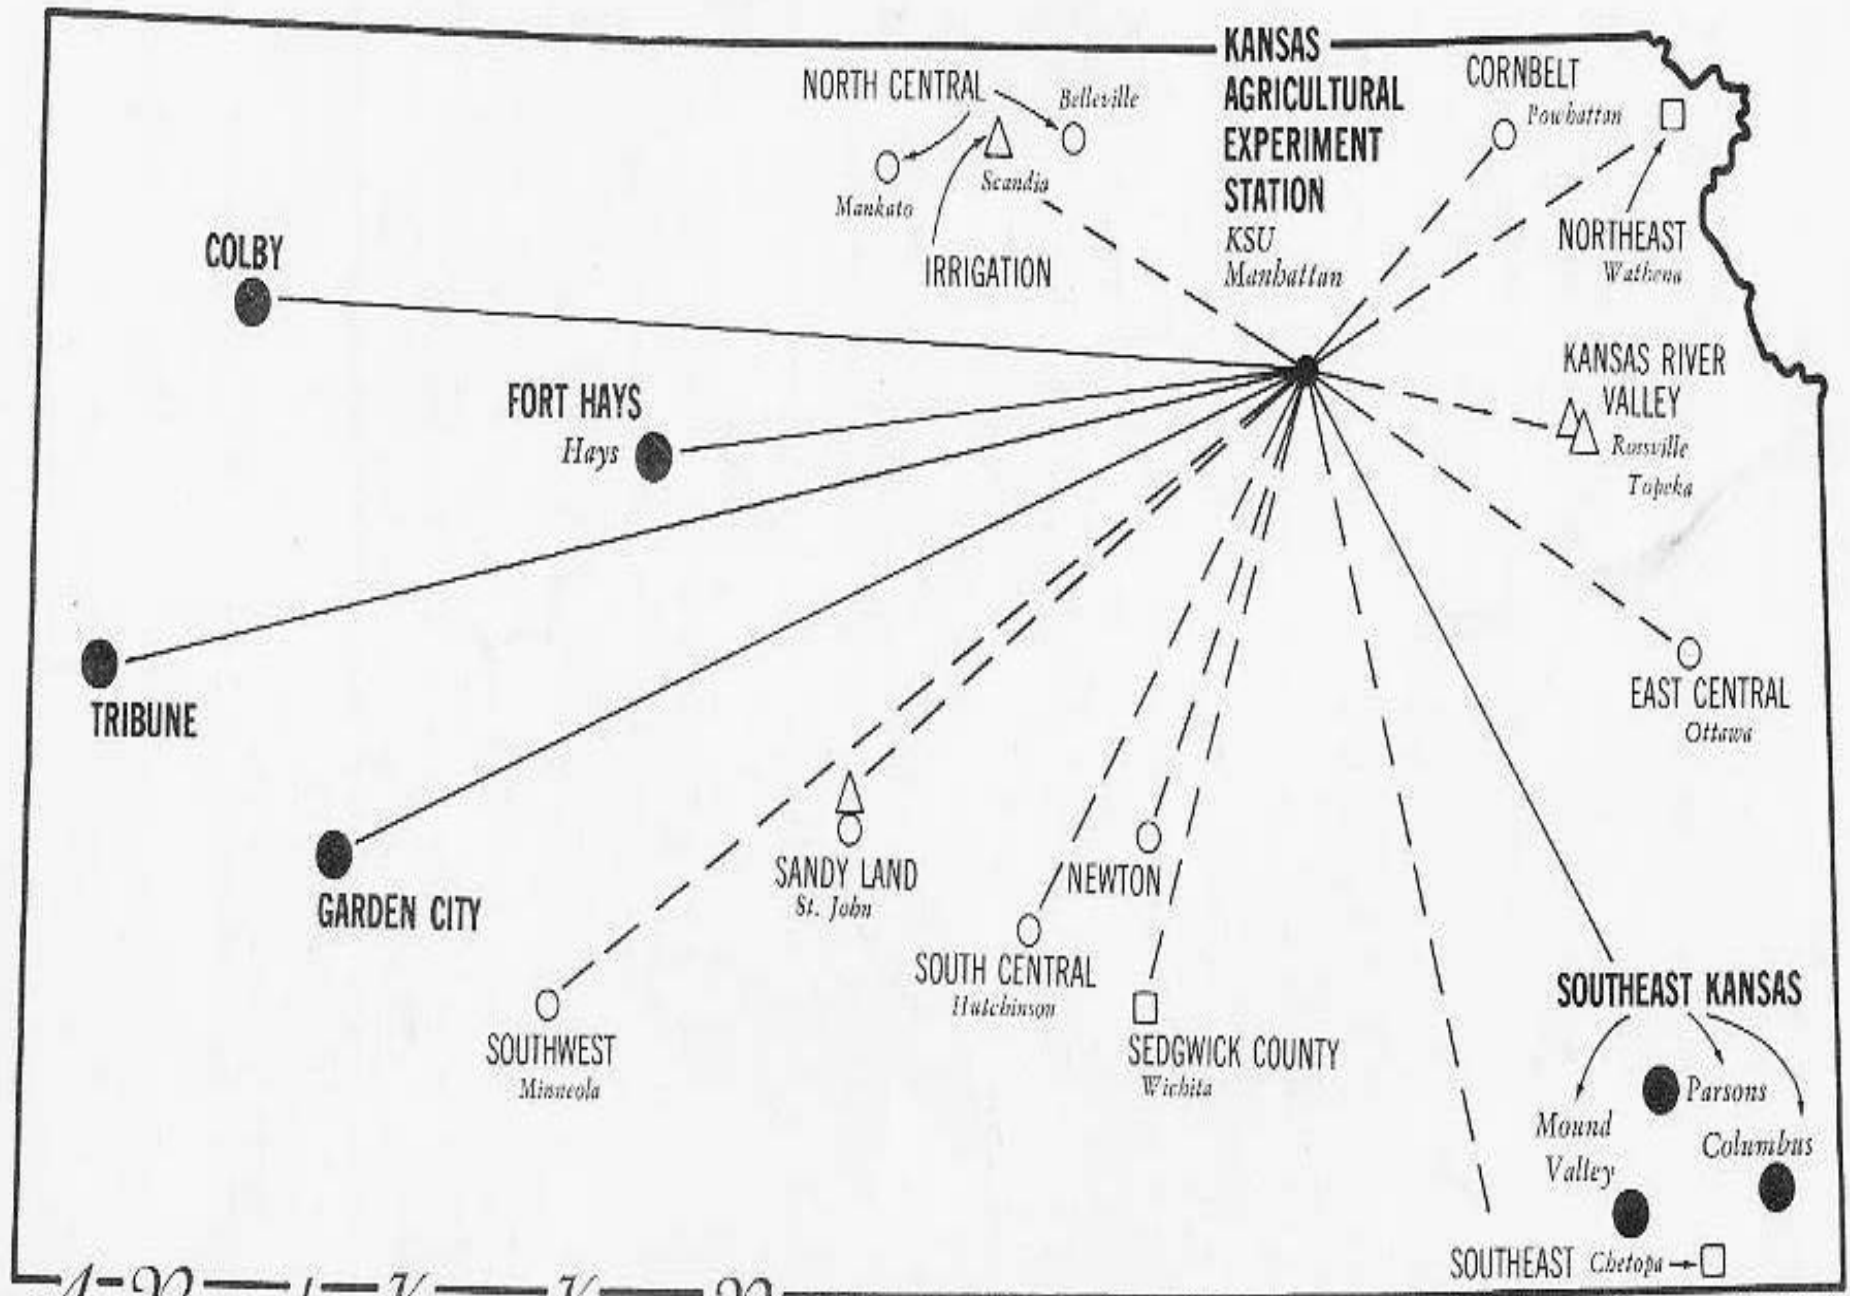 KANSAS
AGRICULTURAL
EXPERIMENT
STATION
KSU
Manhattan
NORTH CENTRAL
Belleville
Mankato
Scandia
IRRIGATION
CORNBELT
Powhattan
NORTHEAST
Wathena
COLBY
FORT HAYS
Hays
KANSAS RIVER
VALLEY
Rossville
Topeka
TRIBUNE
EAST CENTRAL
Ottawa
GARDEN CITY
SANDY LAND
St. John
NEWTON
SOUTH CENTRAL
Hutchinson
SOUTHWEST
Minneola
SEDGWICK COUNTY
Wichita
SOUTHEAST KANSAS
Parsons
Mound
Valley
Columbus
SOUTHEAST Chetopa